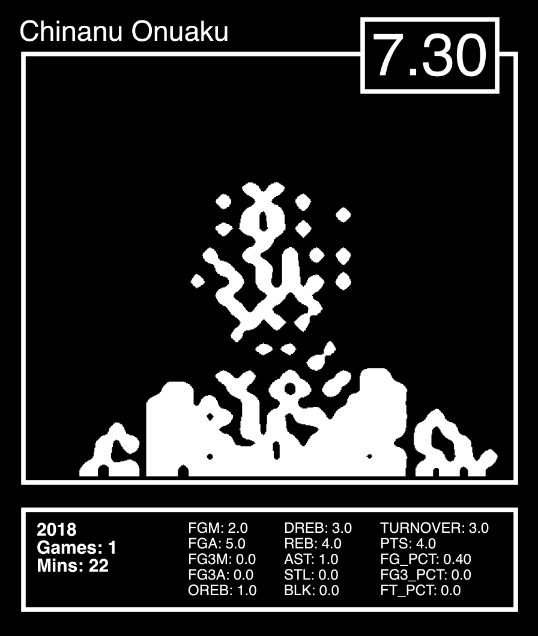 Chinanu Onuaku
7.30
2018
Games: 1
Mins: 22
FGM: 2.0
FGA: 5.0
FG3M: 0.0
FG3A: 0.0
OREB: 1.0
DREB: 3.0
REB: 4.0
AST: 1.0
STL: 0.0
BLK: 0.0
TURNOVER: 3.0
PTS: 4.0
FG_PCT: 0.40
FG3_PCT: 0.0
FT_PCT: 0.0